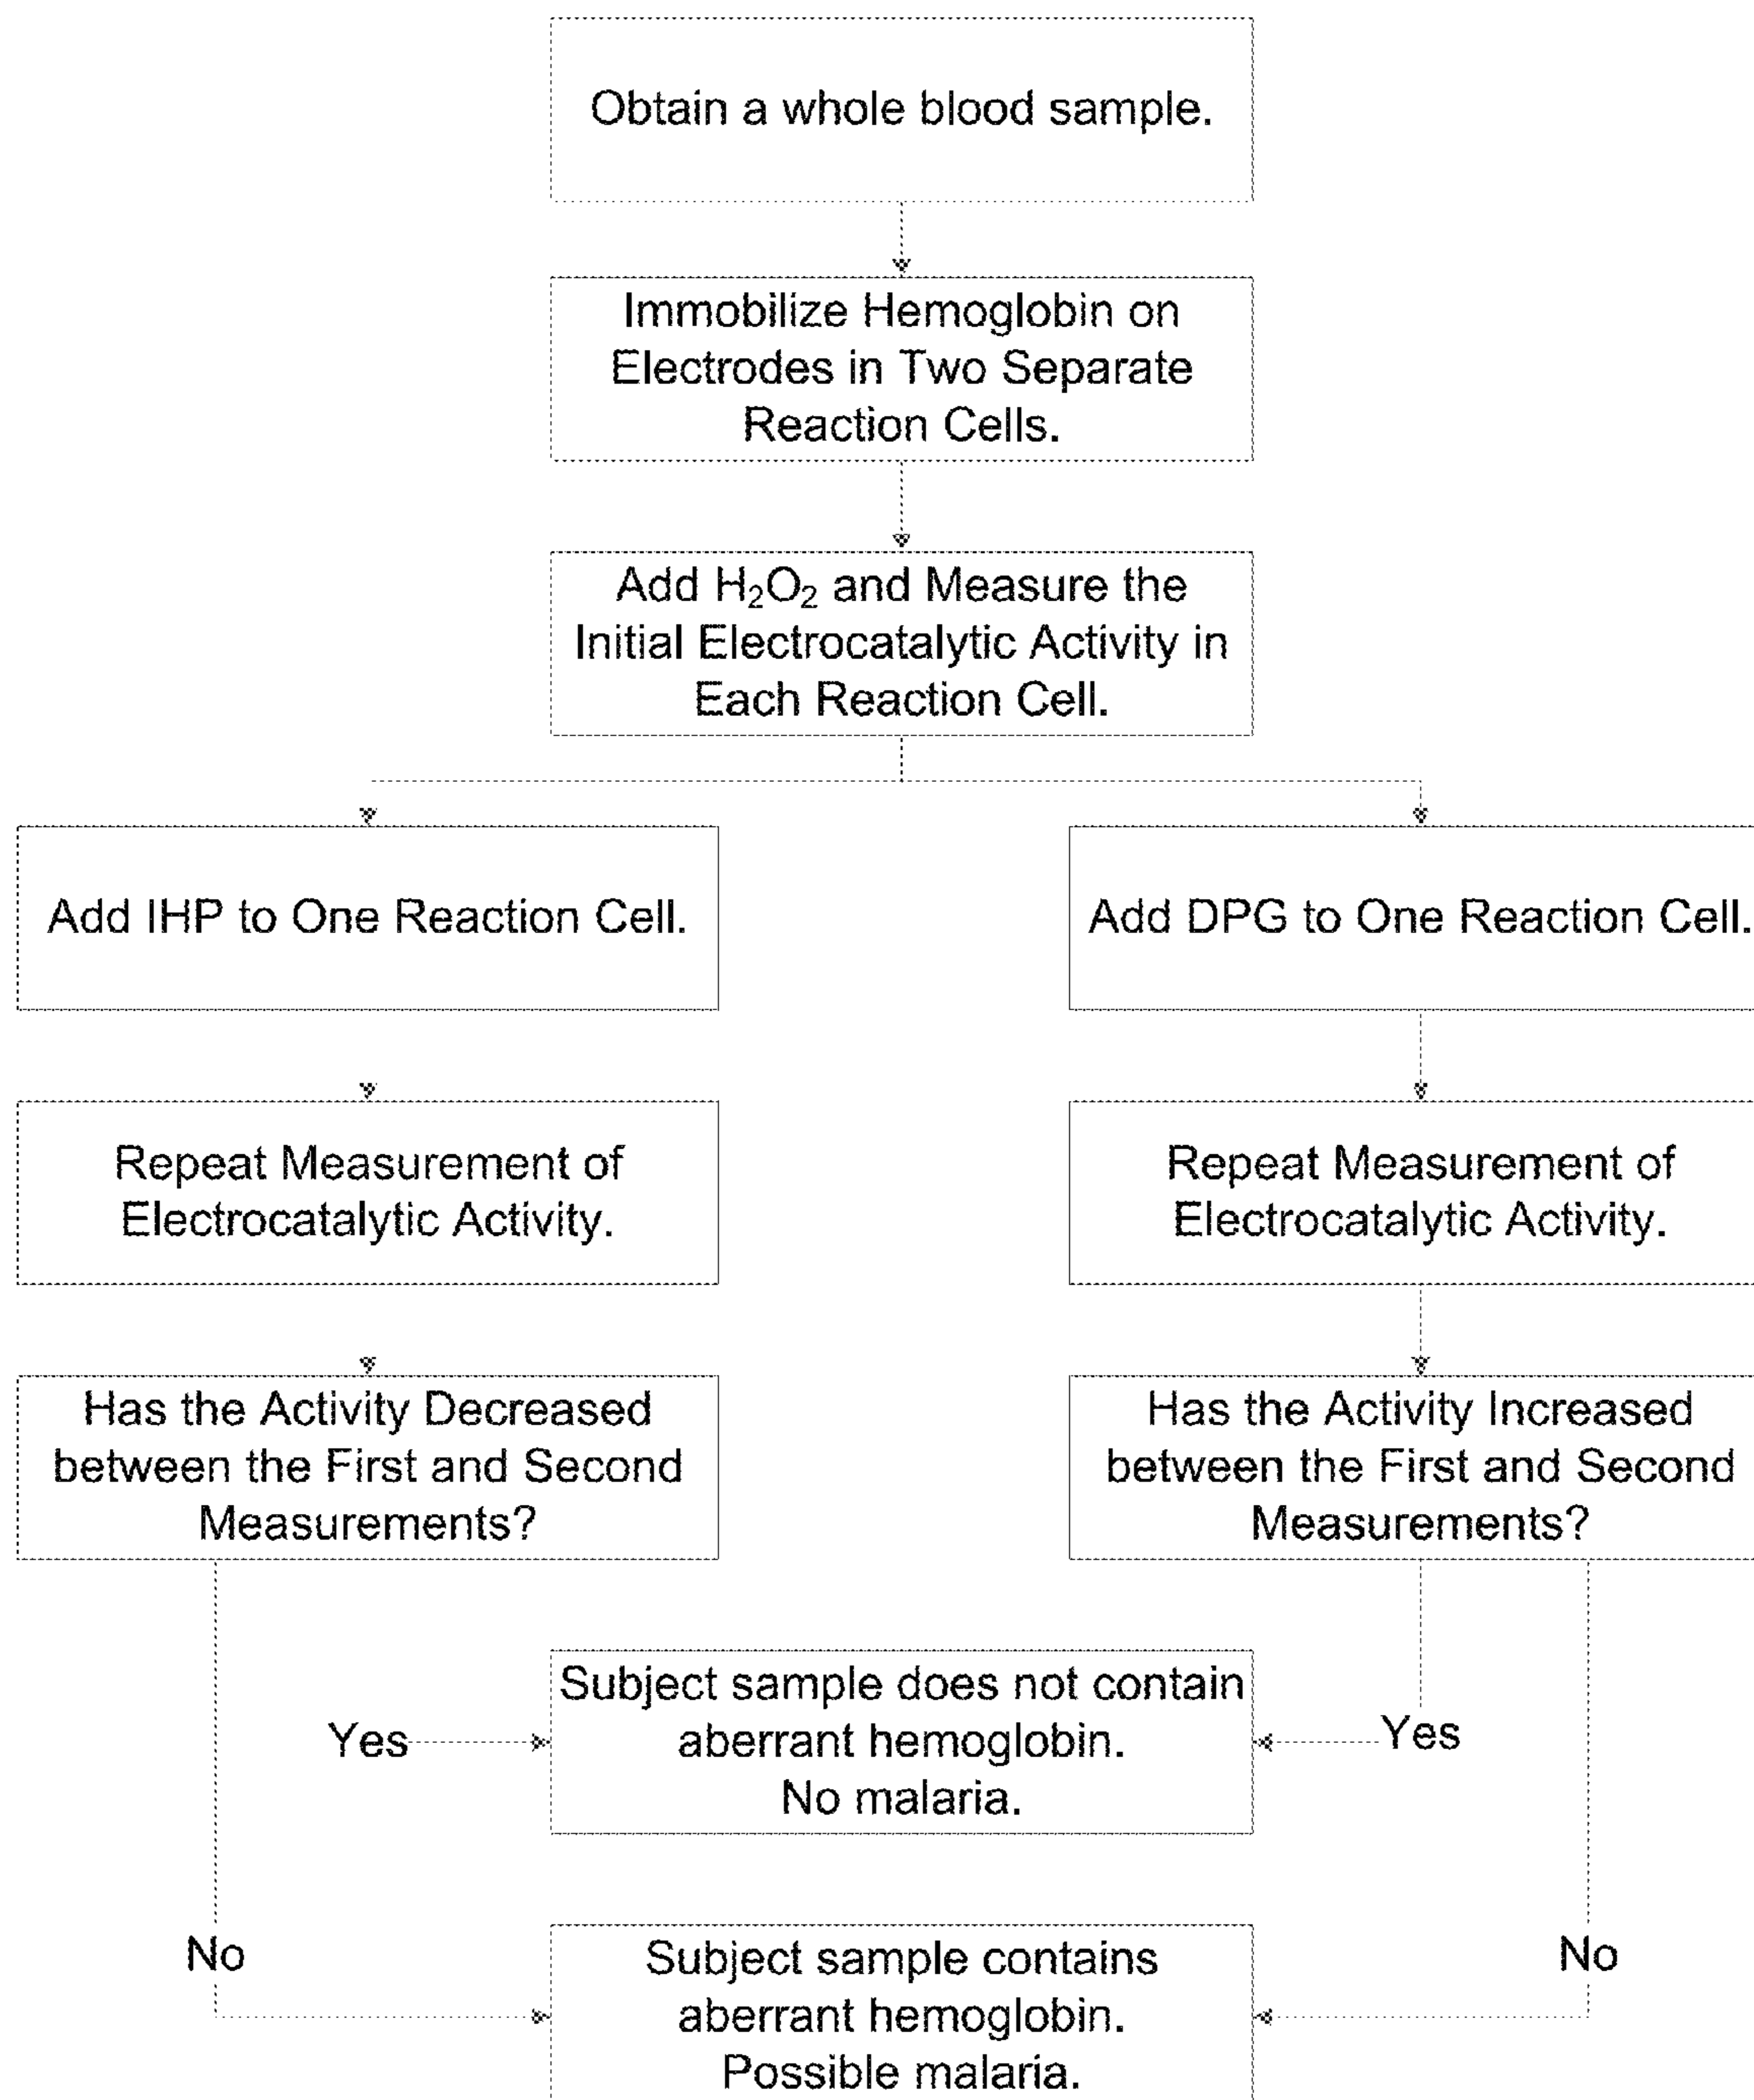 Obtain a whole blood sample.
Immobilize Hemoglobin on
Electrodes in Two Separate
Reaction Cells.
Add H₂O₂ and Measure the
Initial Electrocatalytic Activity in
Each Reaction Cell.
Add IHP to One Reaction Cell.
Add DPG to One Reaction Cell.
Repeat Measurement of
Electrocatalytic Activity.
Repeat Measurement of
Electrocatalytic Activity.
Has the Activity Decreased
between the First and Second
Measurements?
Has the Activity Increased
between the First and Second
Measurements?
Yes
Subject sample does not contain
aberrant hemoglobin.
No malaria.
Yes
No
Subject sample contains
aberrant hemoglobin.
Possible malaria.
No